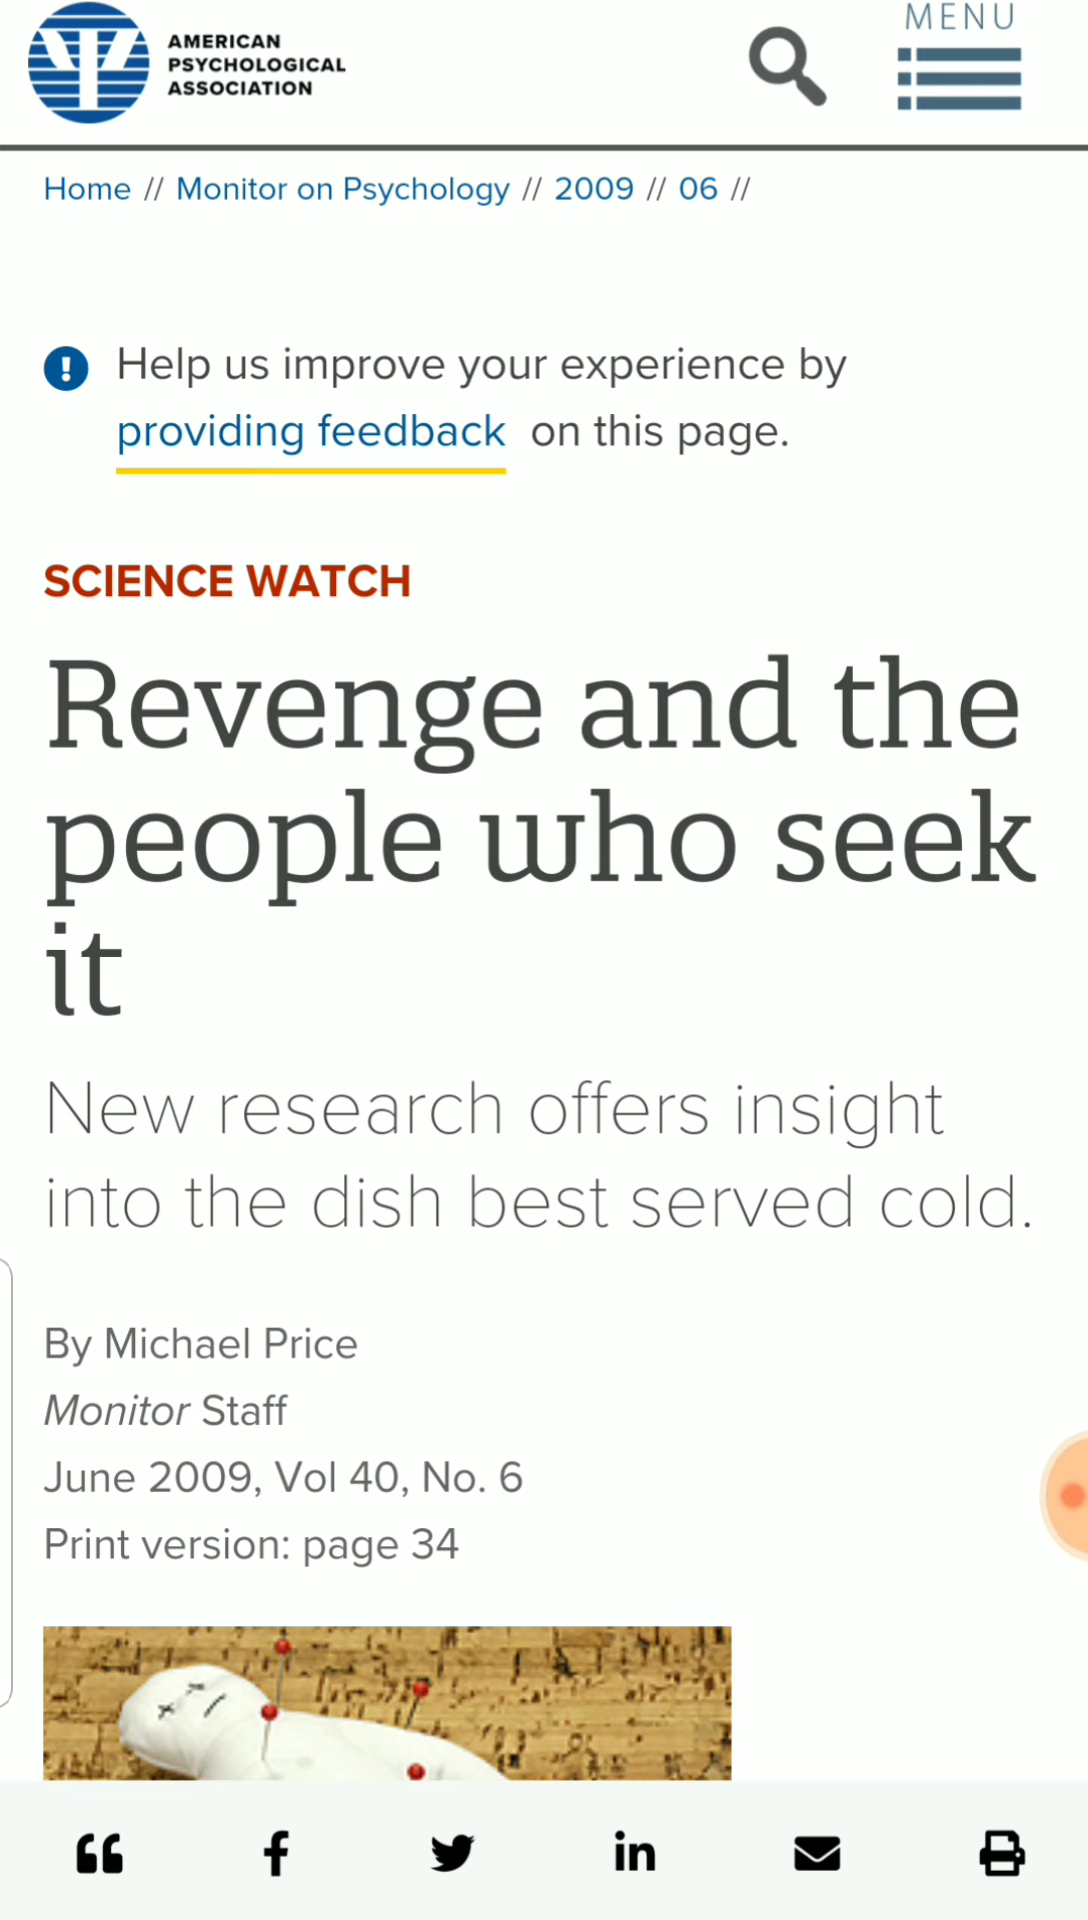 AMERICAN
PSYCHOLOGICAL
ASSOCIATION
MENU
Home // Monitor on Psychology // 2009 // 06 //
Help us improve your experience by
providing feedback on this page.
SCIENCE WATCH
Revenge and the
people who seek
it
New research offers insight
into the dish best served cold.
By Michael Price
Monitor Staff
June 2009, Vol 40, No. 6
Print version: page 34